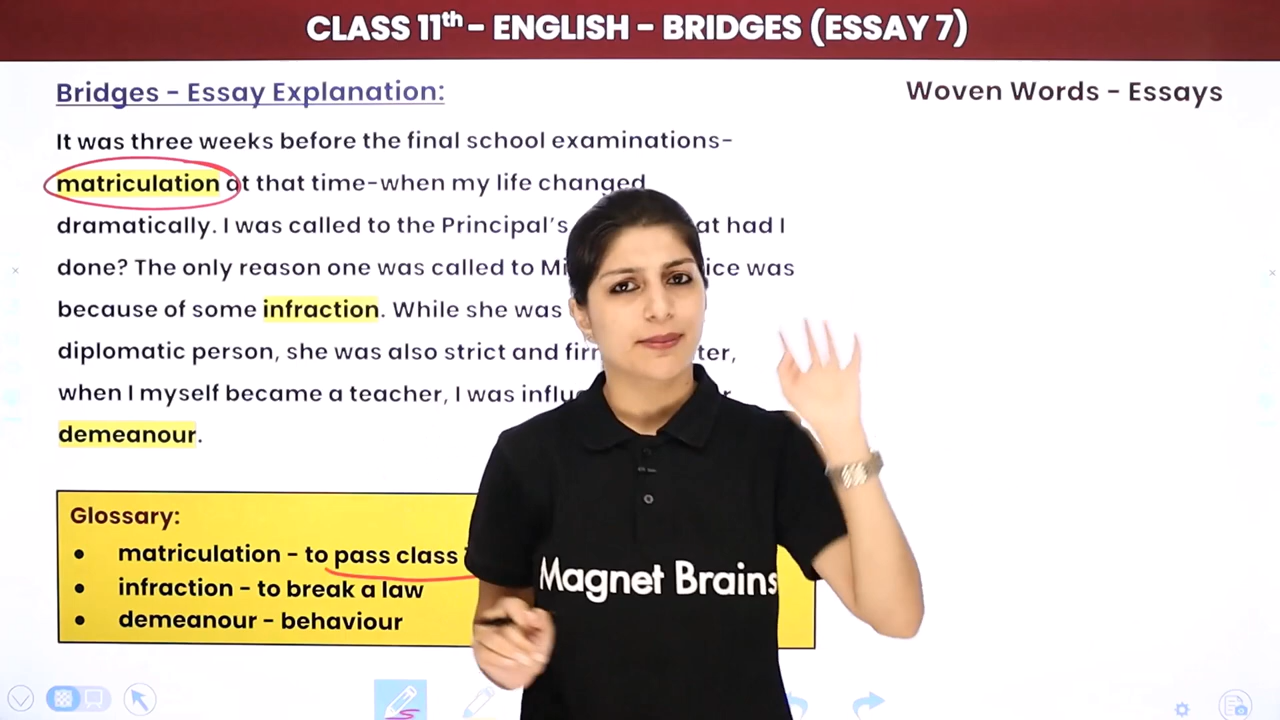 CLASS 11th - ENGLISH - BRIDGES (ESSAY 7)
Bridges - Essay Explanation:
Woven Words - Essays
It was three weeks before the final school examinations-
matriculation at that time-when my life changed
dramatically. I was called to the Principal's had I
done? The only reason one was called to was
because of some infraction. While she was
diplomatic person, she was also strict and
when I myself became a teacher, I was
demeanour.
Glossary:
• matriculation - to pass class
• infraction - to break a law
• demeanour - behaviour
Magnet Brains